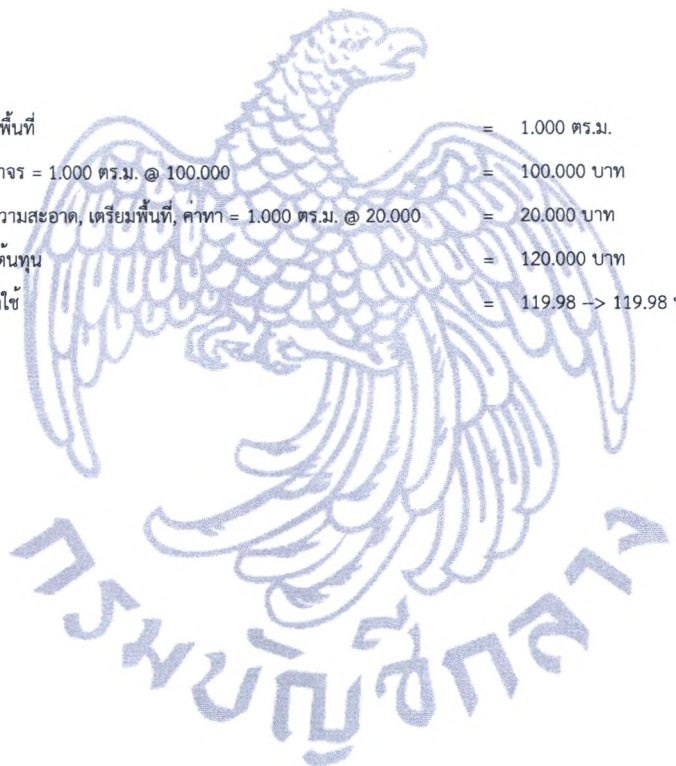 พื้นที่ = 1.000 ตร.ม.
าจร = 1.000 ตร.ม. @ 100.000 = 100.000 บาท
วามสะอาด, เตรียมพื้นที่, ค่าทา = 1.000 ตร.ม. @ 20.000 = 20.000 บาท
ต้นทุน = 120.000 บาท
ใช้ = 119.98 --> 119.98
กรมบัญชีกลาง